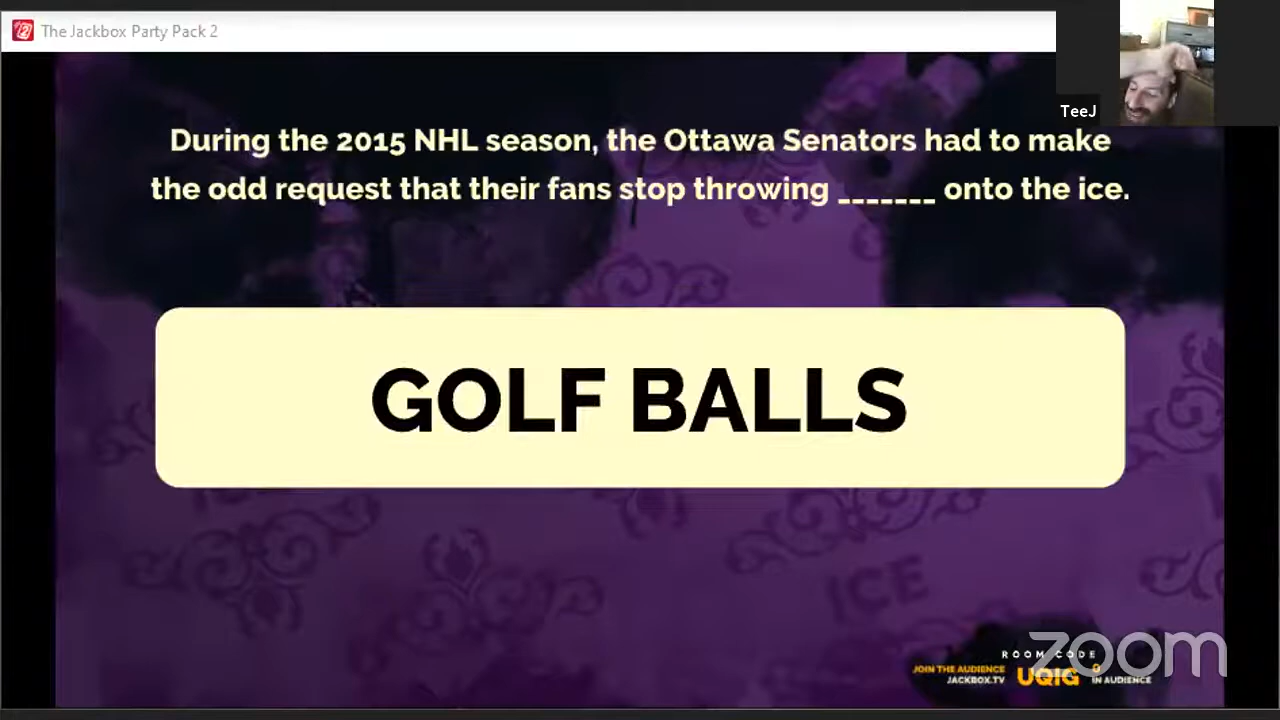 The Jackbox Party Pack 2
TeeJ
During the 2015 NHL season, the Ottawa Senators had to make
the odd request that their fans stop throwing _______ onto the ice.
GOLF BALLS
ICE
ROOM CODE
JOIN THE AUDIENCE
JACKBOX.TV
UQIG
0
IN AUDIENCE
zoom